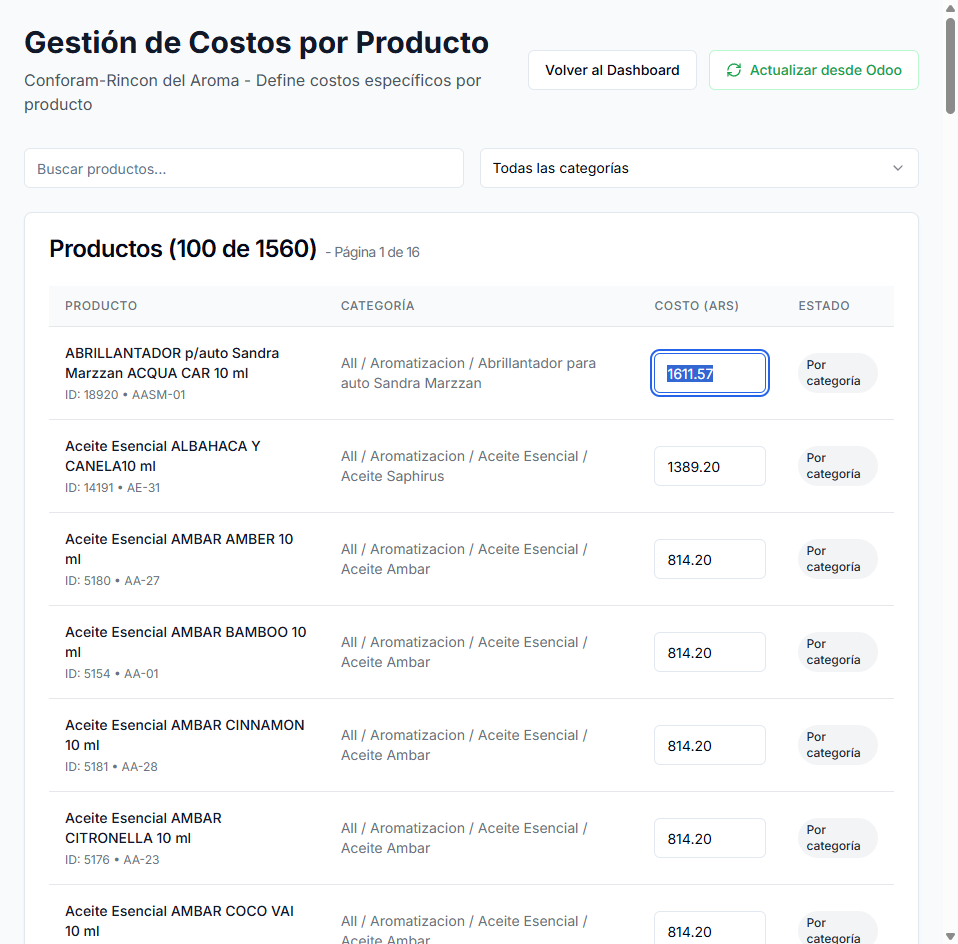 Gestión de Costos por Producto
Conforam-Rincon del Aroma - Define costos específicos por
producto
Volver al Dashboard
Actualizar desde Odoo
Buscar productos...
Todas las categorías
Productos (100 de 1560) - Página 1 de 16
PRODUCTO CATEGORÍA COSTO (ARS) ESTADO
ABRILLANTADOR p/auto Sandra
Marzzan ACQUA CAR 10 ml
ID: 18920 • AASM-01
All / Aromatizacion / Abrillantador para
auto Sandra Marzzan
1611.57
Por
categoría
Aceite Esencial ALBAHACA Y
CANELA10 ml
ID: 14191 • AE-31
All / Aromatizacion / Aceite Esencial /
Aceite Saphirus
1389.20
Por
categoría
Aceite Esencial AMBAR AMBER 10
ml
ID: 5180 • AA-27
All / Aromatizacion / Aceite Esencial /
Aceite Ambar
814.20
Por
categoría
Aceite Esencial AMBAR BAMBOO 10
ml
ID: 5154 • AA-01
All / Aromatizacion / Aceite Esencial /
Aceite Ambar
814.20
Por
categoría
Aceite Esencial AMBAR CINNAMON
10 ml
ID: 5181 • AA-28
All / Aromatizacion / Aceite Esencial /
Aceite Ambar
814.20
Por
categoría
Aceite Esencial AMBAR
CITRONELLA 10 ml
ID: 5176 • AA-23
All / Aromatizacion / Aceite Esencial /
Aceite Ambar
814.20
Por
categoría
Aceite Esencial AMBAR COCO VAI
10 ml
All / Aromatizacion / Aceite Esencial /
Aceite Ambar
814.20
Por
categoría